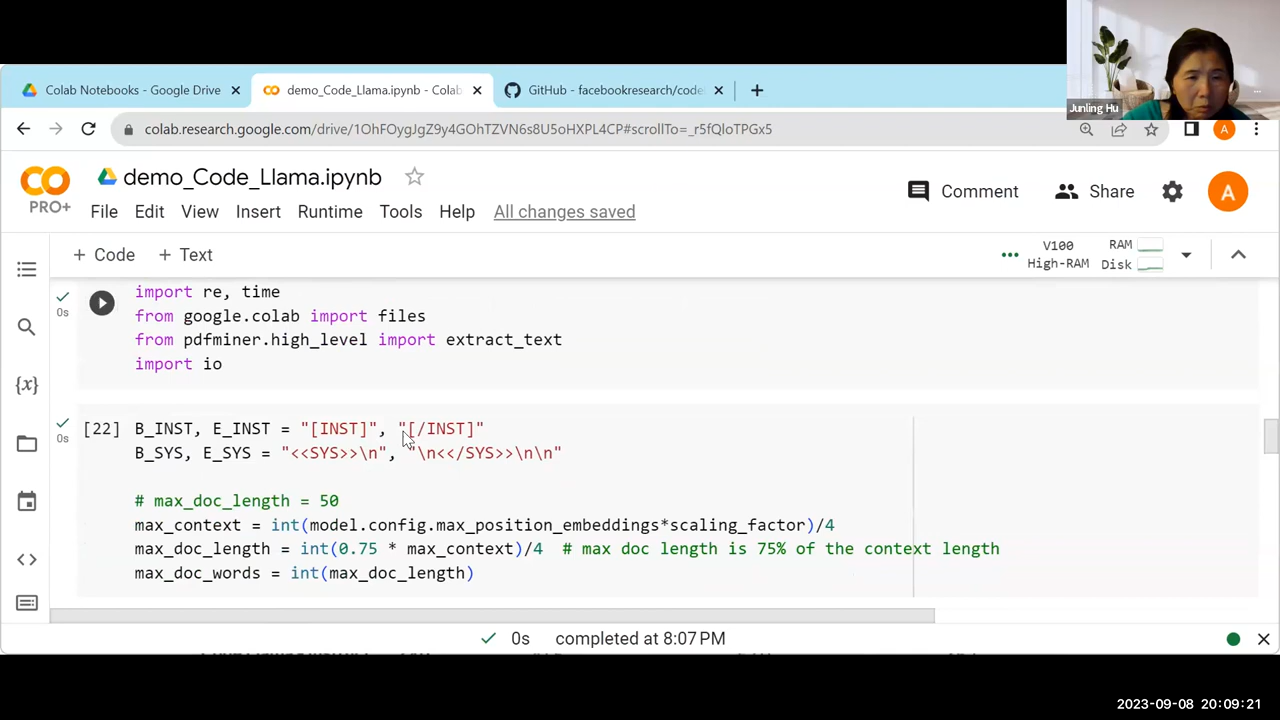 Junling Hu
Colab Notebooks - Google Drive
demo_Code_Llama.ipynb - Colab
GitHub - facebookresearch/codel
colab.research.google.com/drive/1OhFOygJgZ9y4GOhTZVN6s8U5oHXPL4CP#scrollTo=_r5fQIoTPGx5
A
CO
PRO+
demo_Code_Llama.ipynb
Comment
Share
A
File Edit View Insert Runtime Tools Help All changes saved
+ Code + Text
V100
High-RAM
RAM
Disk
0s
import re, time
from google.colab import files
from pdfminer.high_level import extract_text
import io
{x}
0s
[22]
B_INST, E_INST = "[INST]", "[/INST]"
B_SYS, E_SYS = "<<SYS>>\n", "\n<</SYS>>\n\n"
# max_doc_length = 50
max_context = int(model.config.max_position_embeddings*scaling_factor)/4
max_doc_length = int(0.75 * max_context)/4 # max doc length is 75% of the context length
max_doc_words = int(max_doc_length)
0s completed at 8:07 PM
2023-09-08 20:09:21